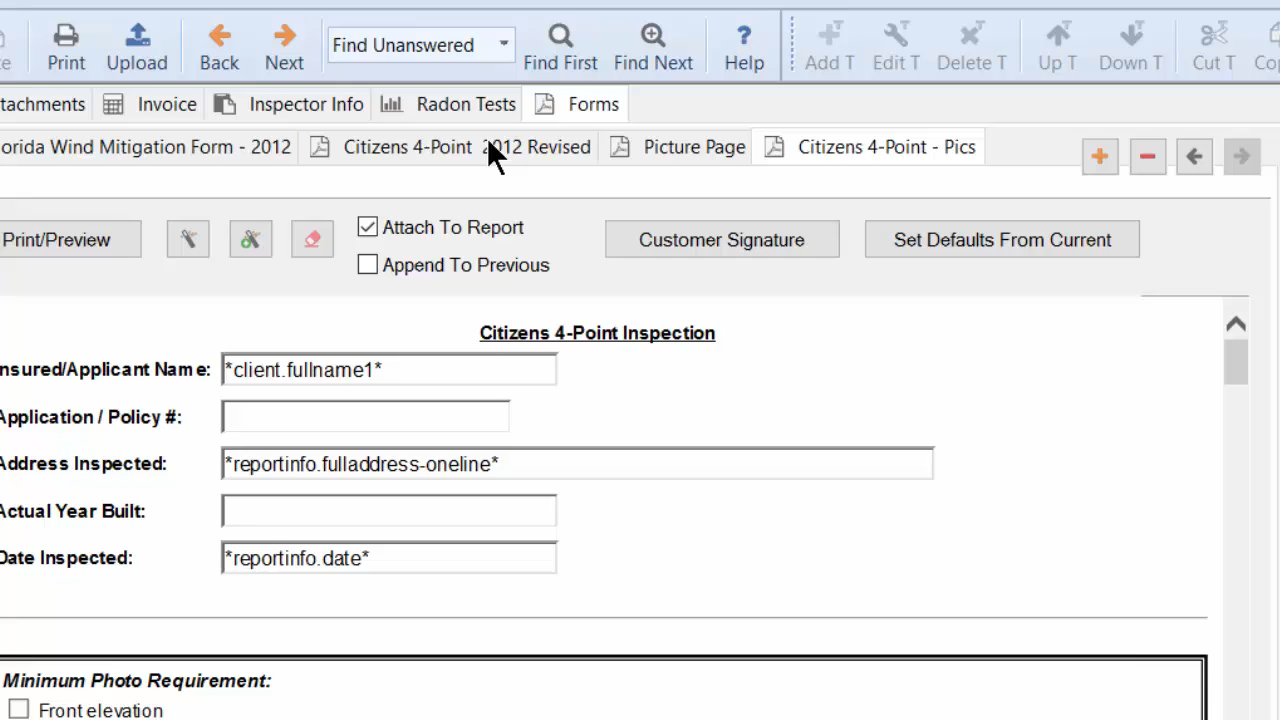 Print Upload Back Next Find Unanswered Find First Find Next Help Add T Edit T Delete T Up T Down T Cut T
Invoice Inspector Info Radon Tests Forms
Wind Mitigation Form - 2012 Citizens 4-Point 2012 Revised Picture Page Citizens 4-Point - Pics
Print/Preview Attach To Report Customer Signature Set Defaults From Current
Append To Previous
Citizens 4-Point Inspection
nsured/Applicant Name: *client.fullname1*
Application / Policy #:
Address Inspected: *reportinfo.fulladdress-oneline*
Actual Year Built:
Date Inspected: *reportinfo.date*
Minimum Photo Requirement:
Front elevation